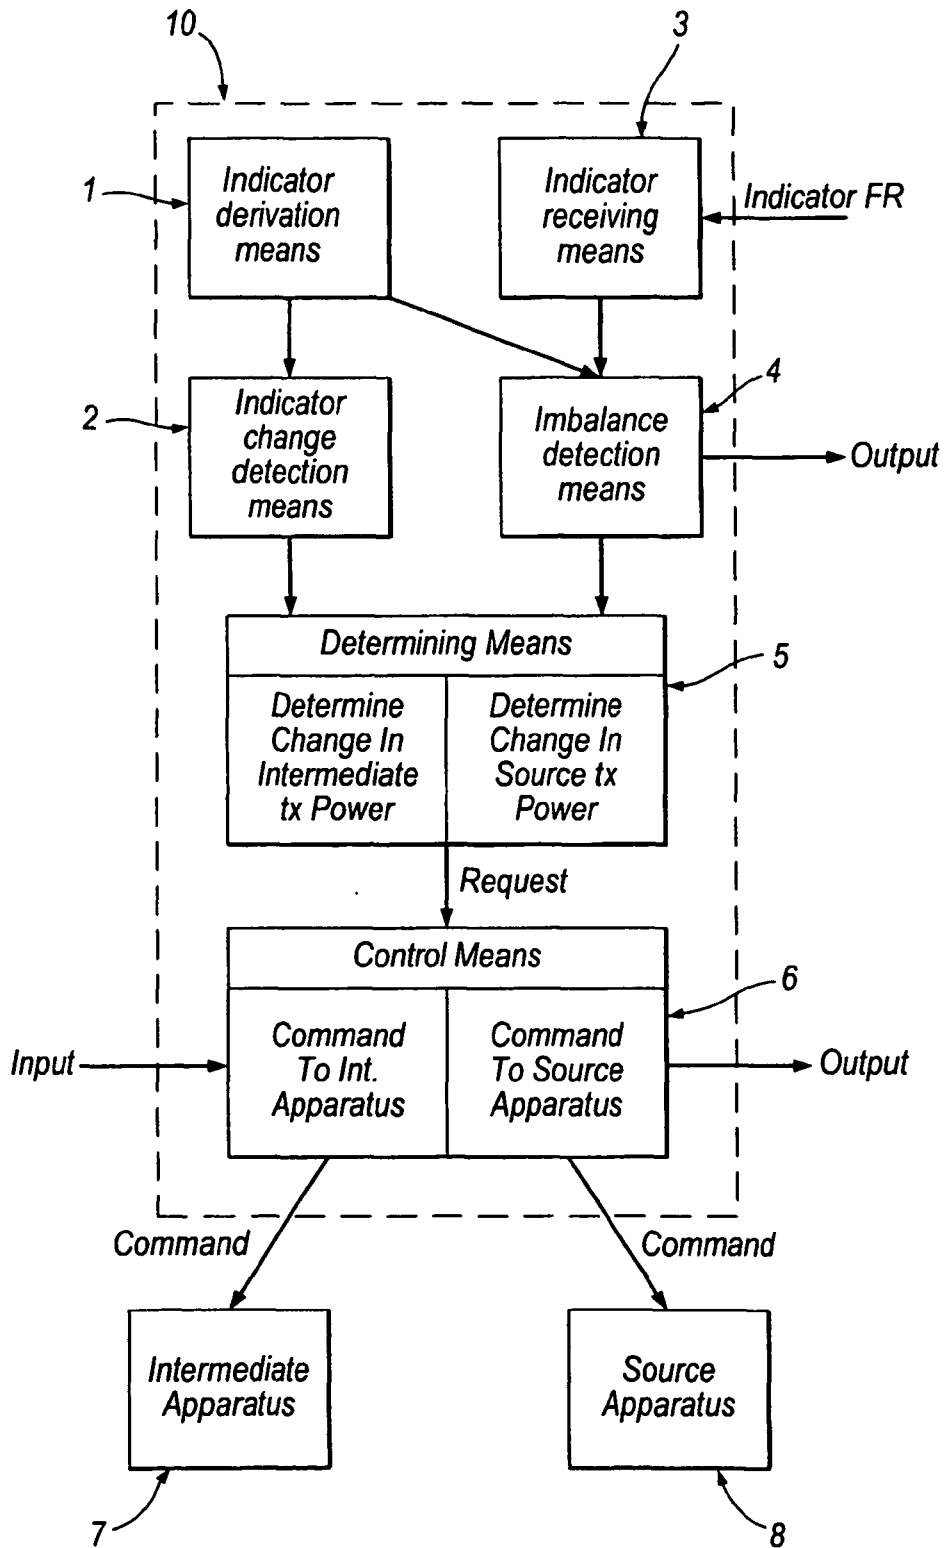 10
3
1
Indicator
derivation
means
Indicator
receiving
means
Indicator FR
2
Indicator
change
detection
means
Imbalance
detection
means
4
Output
Determining Means
5
Determine
Change In
Intermediate
tx Power
Determine
Change In
Source tx
Power
Request
Control Means
6
Input
Command
To Int.
Apparatus
Command
To Source
Apparatus
Output
Command
Command
Intermediate
Apparatus
Source
Apparatus
7
8